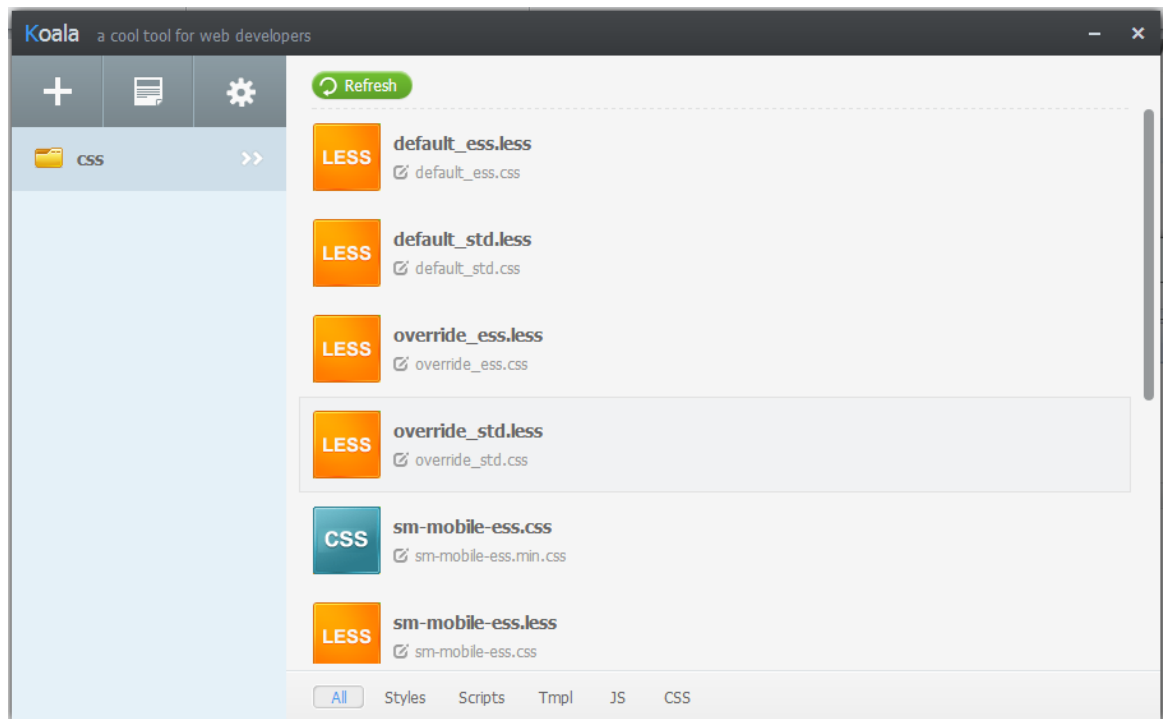 Koala a cool tool for web developers
css
Refresh
LESS
default_ess.less
default_ess.css
LESS
default_std.less
default_std.css
LESS
override_ess.less
override_ess.css
LESS
override_std.less
override_std.css
CSS
sm-mobile-ess.css
sm-mobile-ess.min.css
LESS
sm-mobile-ess.less
sm-mobile-ess.css
All Styles Scripts Tmpl JS CSS